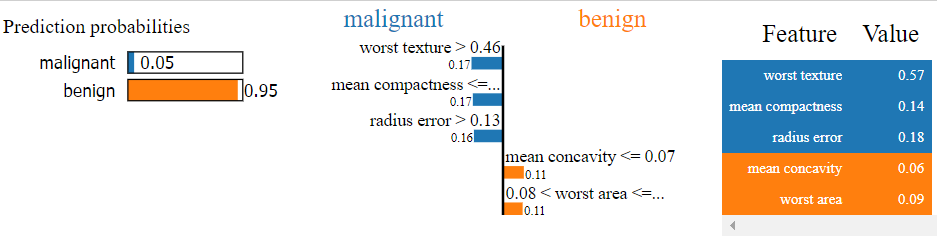 Prediction probabilities
malignant 0.05
benign 0.95
malignant benign
worst texture > 0.46
0.17
mean compactness <=...
0.17
radius error > 0.13
0.16
mean concavity <= 0.07
0.11
0.08 < worst area <=...
0.11
Feature Value
worst texture 0.57
mean compactness 0.14
radius error 0.18
mean concavity 0.06
worst area 0.09